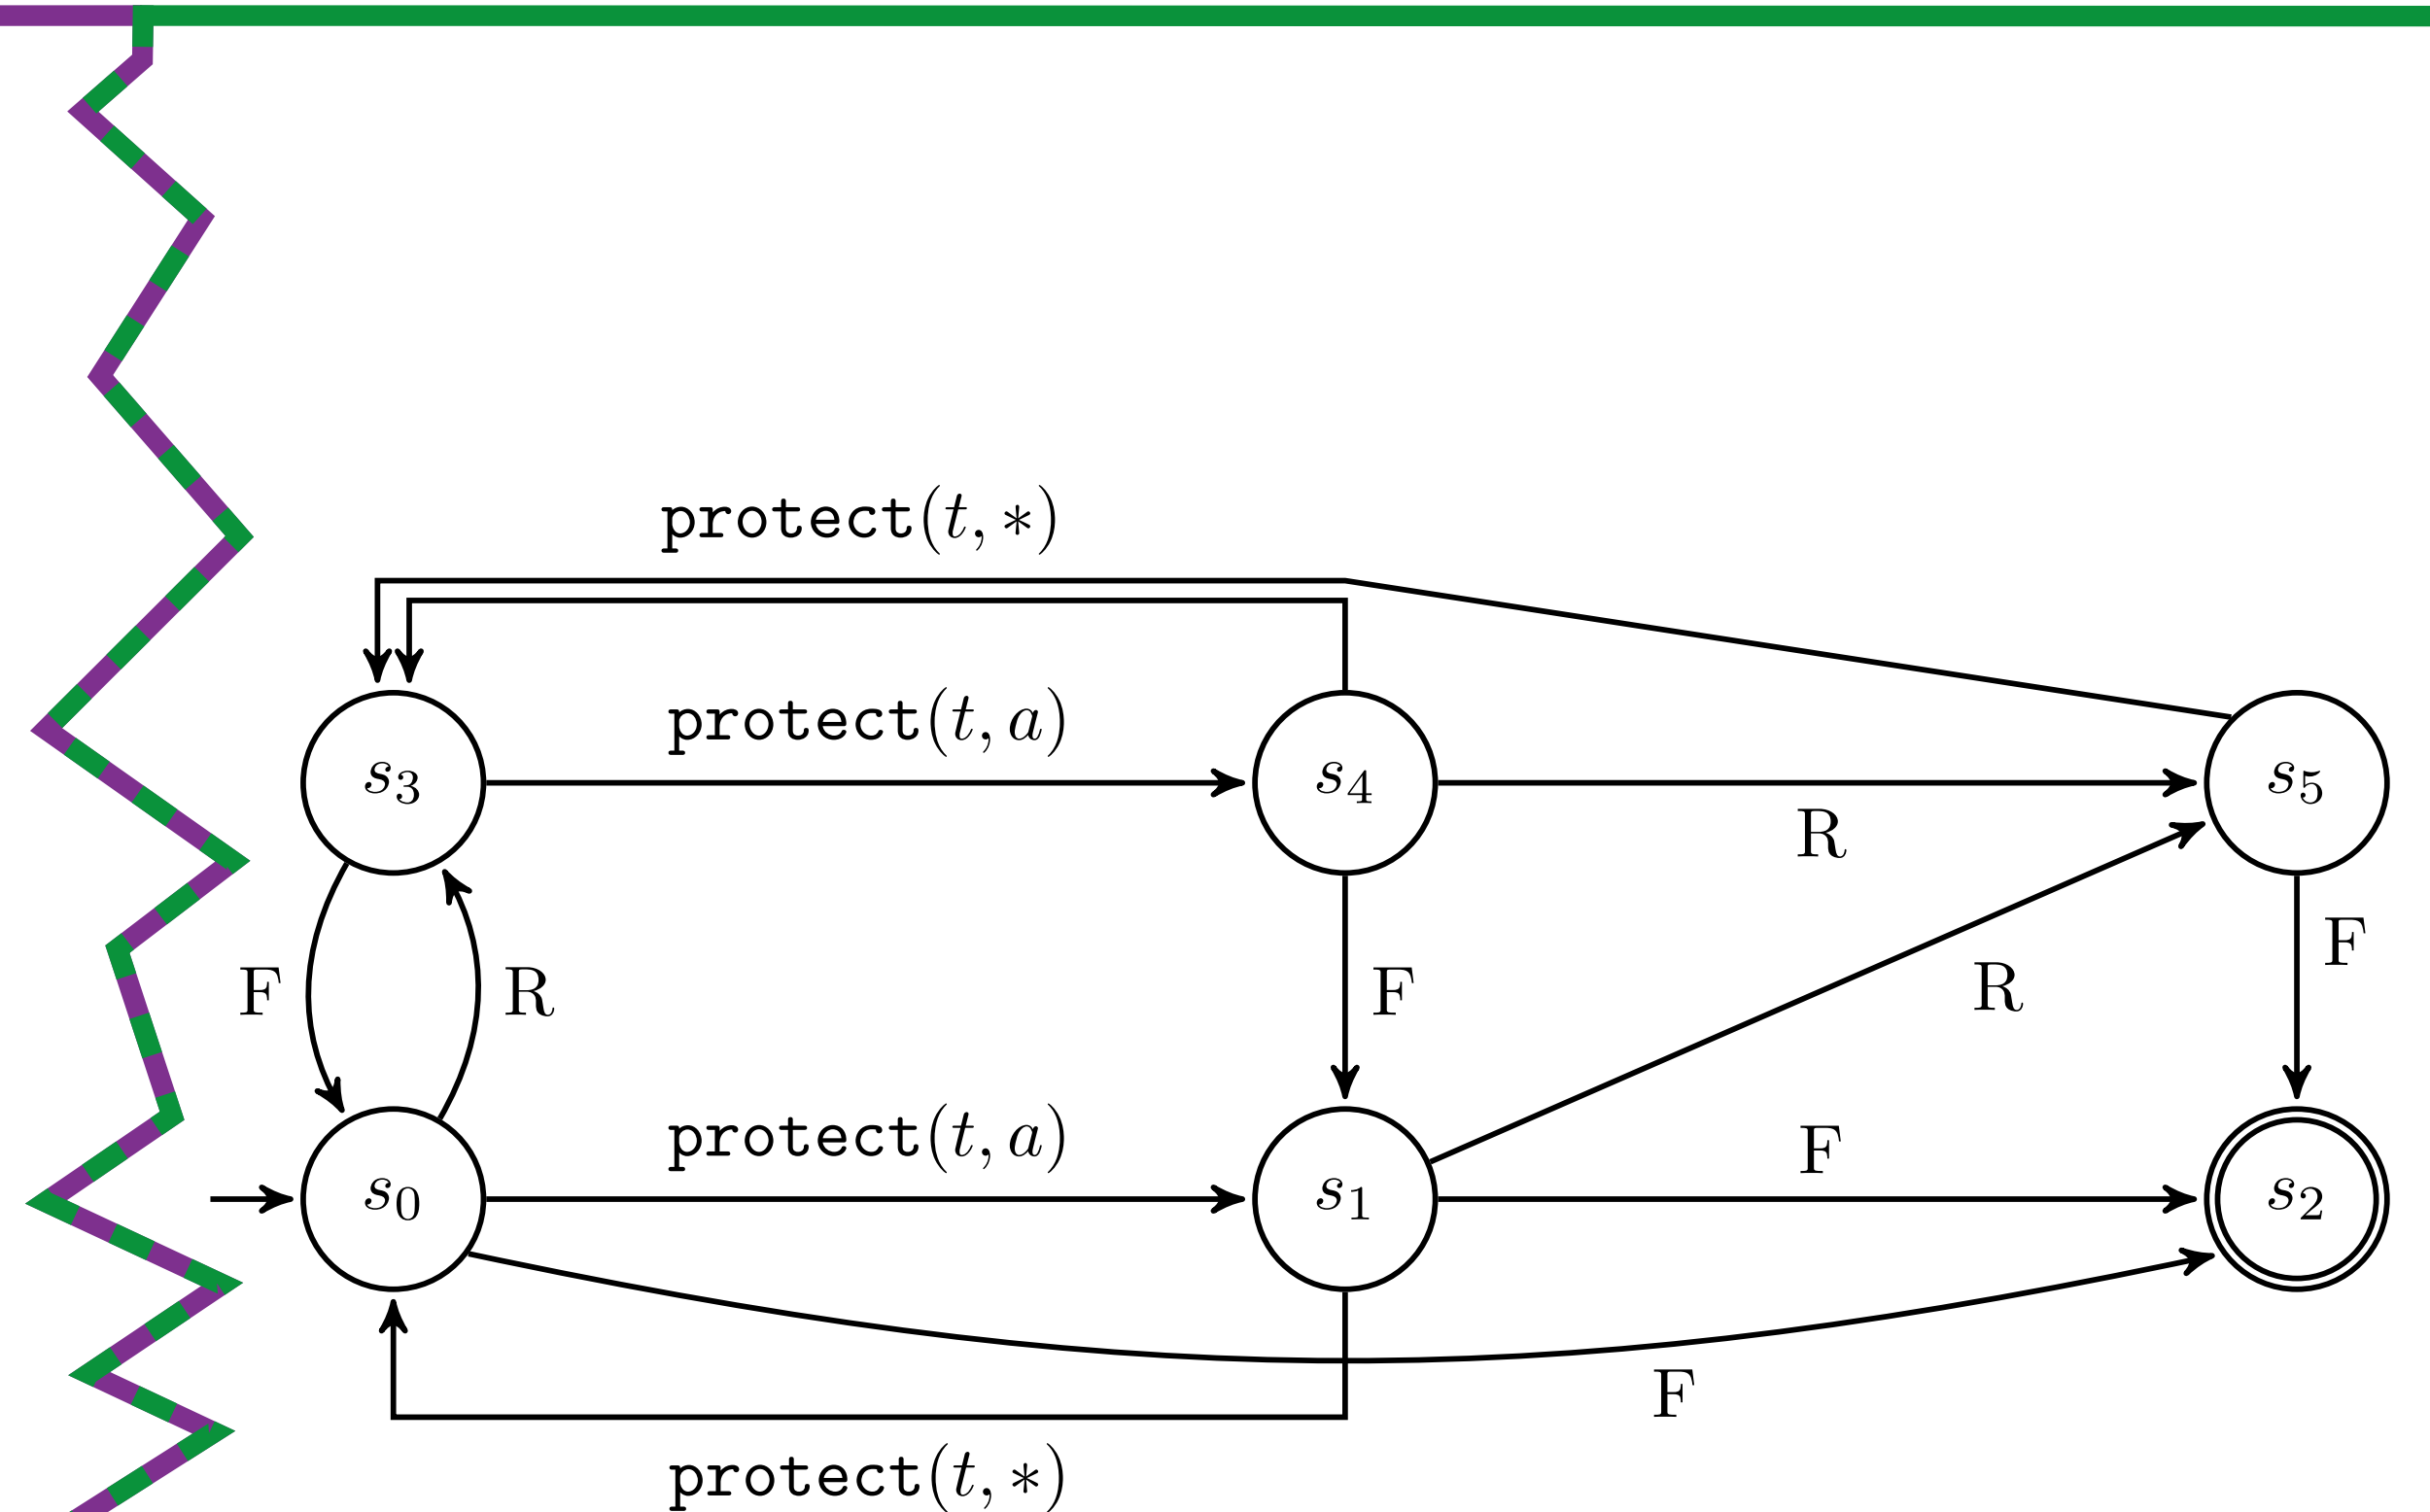 protect(t, ∗)
protect(t, a)
s₃
s₄
s₅
R
F
F
R
F
F
R
protect(t, a)
F
s₀
s₁
s₂
F
protect(t, ∗)